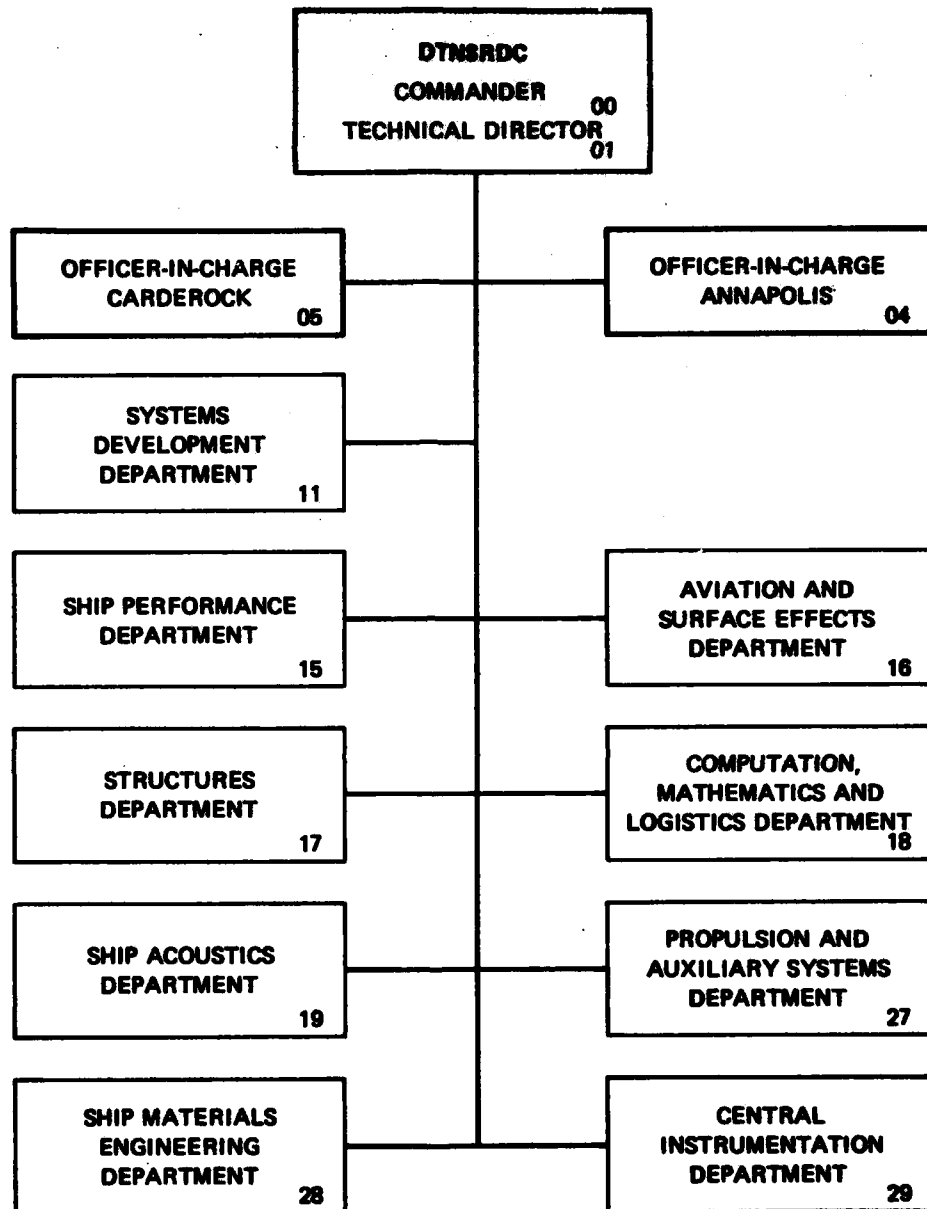 DTNSRDC
COMMANDER 00
TECHNICAL DIRECTOR 01
OFFICER-IN-CHARGE
CARDEROCK
05
OFFICER-IN-CHARGE
ANNAPOLIS
04
SYSTEMS
DEVELOPMENT
DEPARTMENT
11
SHIP PERFORMANCE
DEPARTMENT
15
AVIATION AND
SURFACE EFFECTS
DEPARTMENT
16
STRUCTURES
DEPARTMENT
17
COMPUTATION,
MATHEMATICS AND
LOGISTICS DEPARTMENT
18
SHIP ACOUSTICS
DEPARTMENT
19
PROPULSION AND
AUXILIARY SYSTEMS
DEPARTMENT
27
SHIP MATERIALS
ENGINEERING
DEPARTMENT
28
CENTRAL
INSTRUMENTATION
DEPARTMENT
29